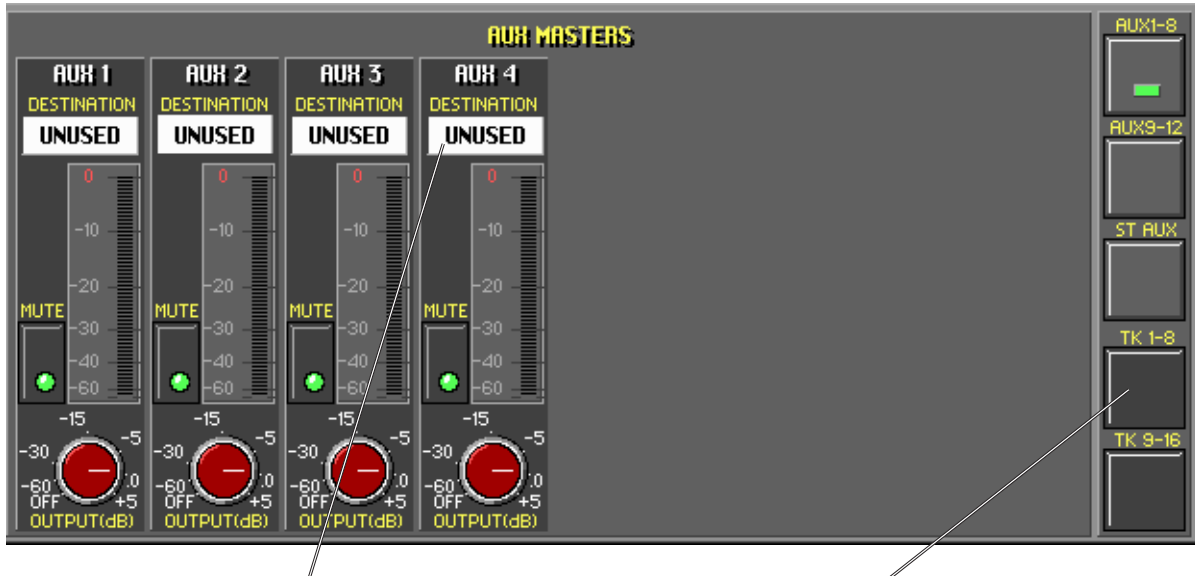 AUX MASTERS
AUX 1
DESTINATION
UNUSED
0
-10
-20
MUTE
-30
-40
-60
-15
-30
-5
-60
.0
OFF
+5
OUTPUT(dB)
AUX 2
DESTINATION
UNUSED
0
-10
-20
MUTE
-30
-40
-60
-15
-30
-5
-60
.0
OFF
+5
OUTPUT(dB)
AUX 3
DESTINATION
UNUSED
0
-10
-20
MUTE
-30
-40
-60
-15
-30
-5
-60
.0
OFF
+5
OUTPUT(dB)
AUX 4
DESTINATION
UNUSED
0
-10
-20
MUTE
-30
-40
-60
-15
-30
-5
-60
.0
OFF
+5
OUTPUT(dB)
AUX1-8
AUX9-12
ST AUX
TK 1-8
TK 9-16